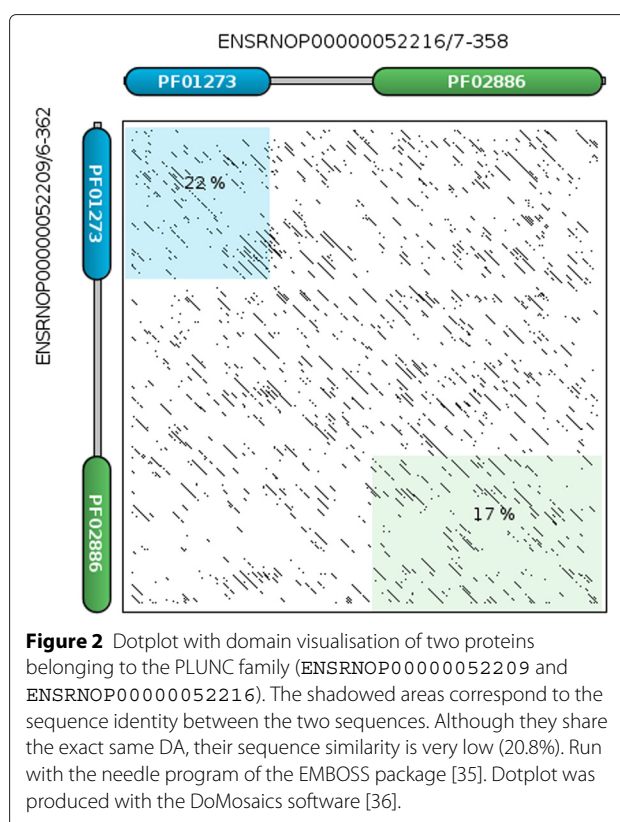 ENSRNOP00000052216/7-358
PF01273 PF02886
ENSRNOP00000052209/6-362
PF01273
22 %
PF02886
17 %
Figure 2 Dotplot with domain visualisation of two proteins
belonging to the PLUNC family (ENSRNOP00000052209 and
ENSRNOP00000052216). The shadowed areas correspond to the
sequence identity between the two sequences. Although they share
the exact same DA, their sequence similarity is very low (20.8%). Run
with the needle program of the EMBOSS package [35]. Dotplot was
produced with the DoMosaics software [36].